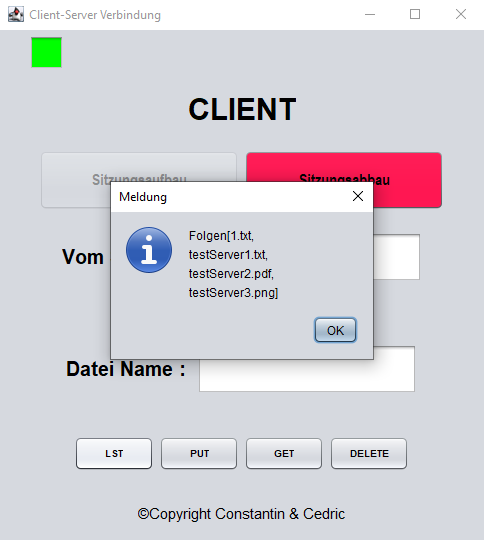 Client-Server Verbindung
CLIENT
Sitzungsaufbau
Sitzungsabbau
Meldung
Vom
Folgen[1.txt,
testServer1.txt,
testServer2.pdf,
testServer3.png]
OK
Datei Name :
LST PUT GET DELETE
©Copyright Constantin & Cedric